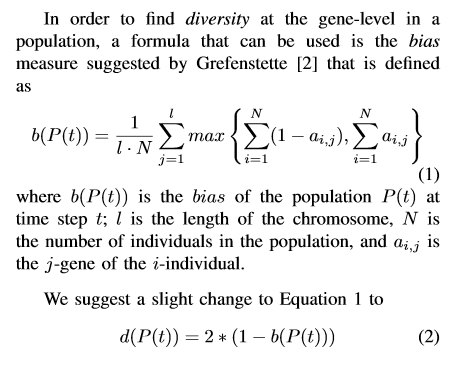 In order to find diversity at the gene-level in a
population, a formula that can be used is the bias
measure suggested by Grefenstette [2] that is defined
as
b(P(t)) = \frac{1}{l \cdot N} \sum_{j=1}^{l} max \left\{ \sum_{i=1}^{N} (1 - a_{i,j}), \sum_{i=1}^{N} a_{i,j} \right\}
(1)
where b(P(t)) is the bias of the population P(t) at
time step t; l is the length of the chromosome, N is
the number of individuals in the population, and a_{i,j} is
the j-gene of the i-individual.
We suggest a slight change to Equation 1 to
d(P(t)) = 2 * (1 - b(P(t))) (2)